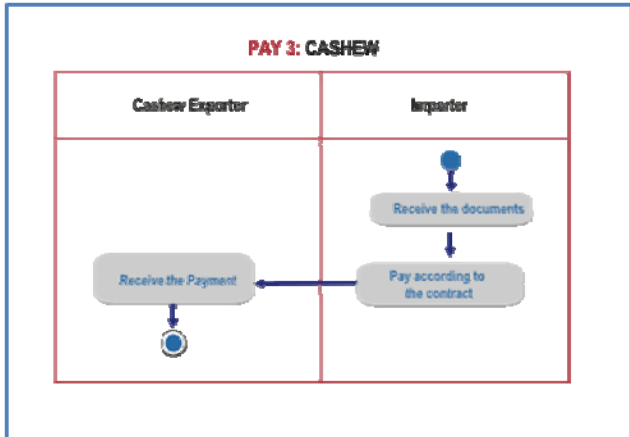 PAY 3: CASHEW
Cashew Exporter
Importer
Receive the documents
Receive the Payment
Pay according to
the contract